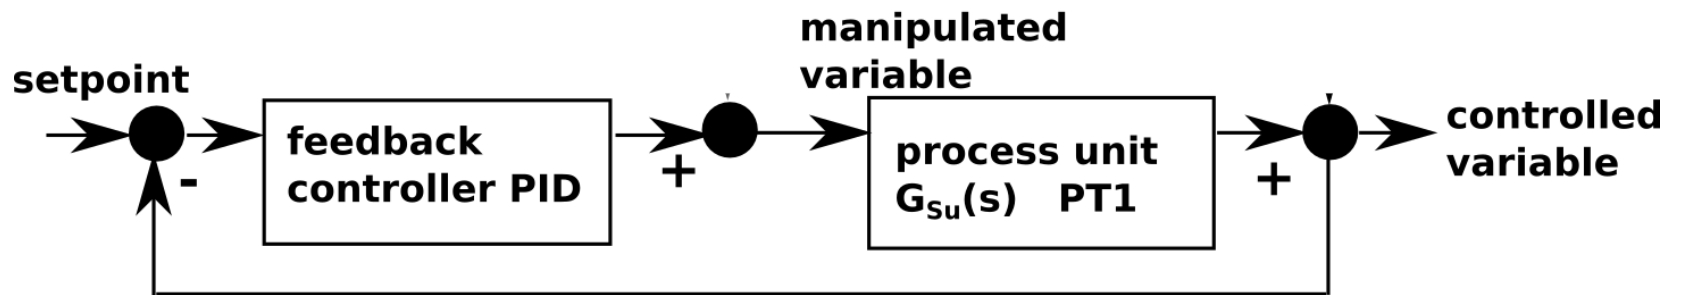 manipulated
variable
setpoint
feedback
controller PID
-
+
process unit
G_Su(s) PT1
+
controlled
variable